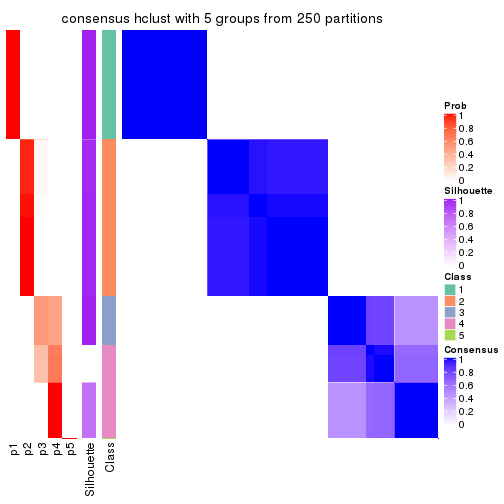 consensus hclust with 5 groups from 250 partitions
Prob
1
0.8
0.6
0.4
0.2
0
Silhouette
1
0.8
0.6
0.4
0.2
0
Class
1
2
3
4
5
Consensus
1
0.8
0.6
0.4
0.2
0
p1
p2
p3
p4
p5
Silhouette
Class